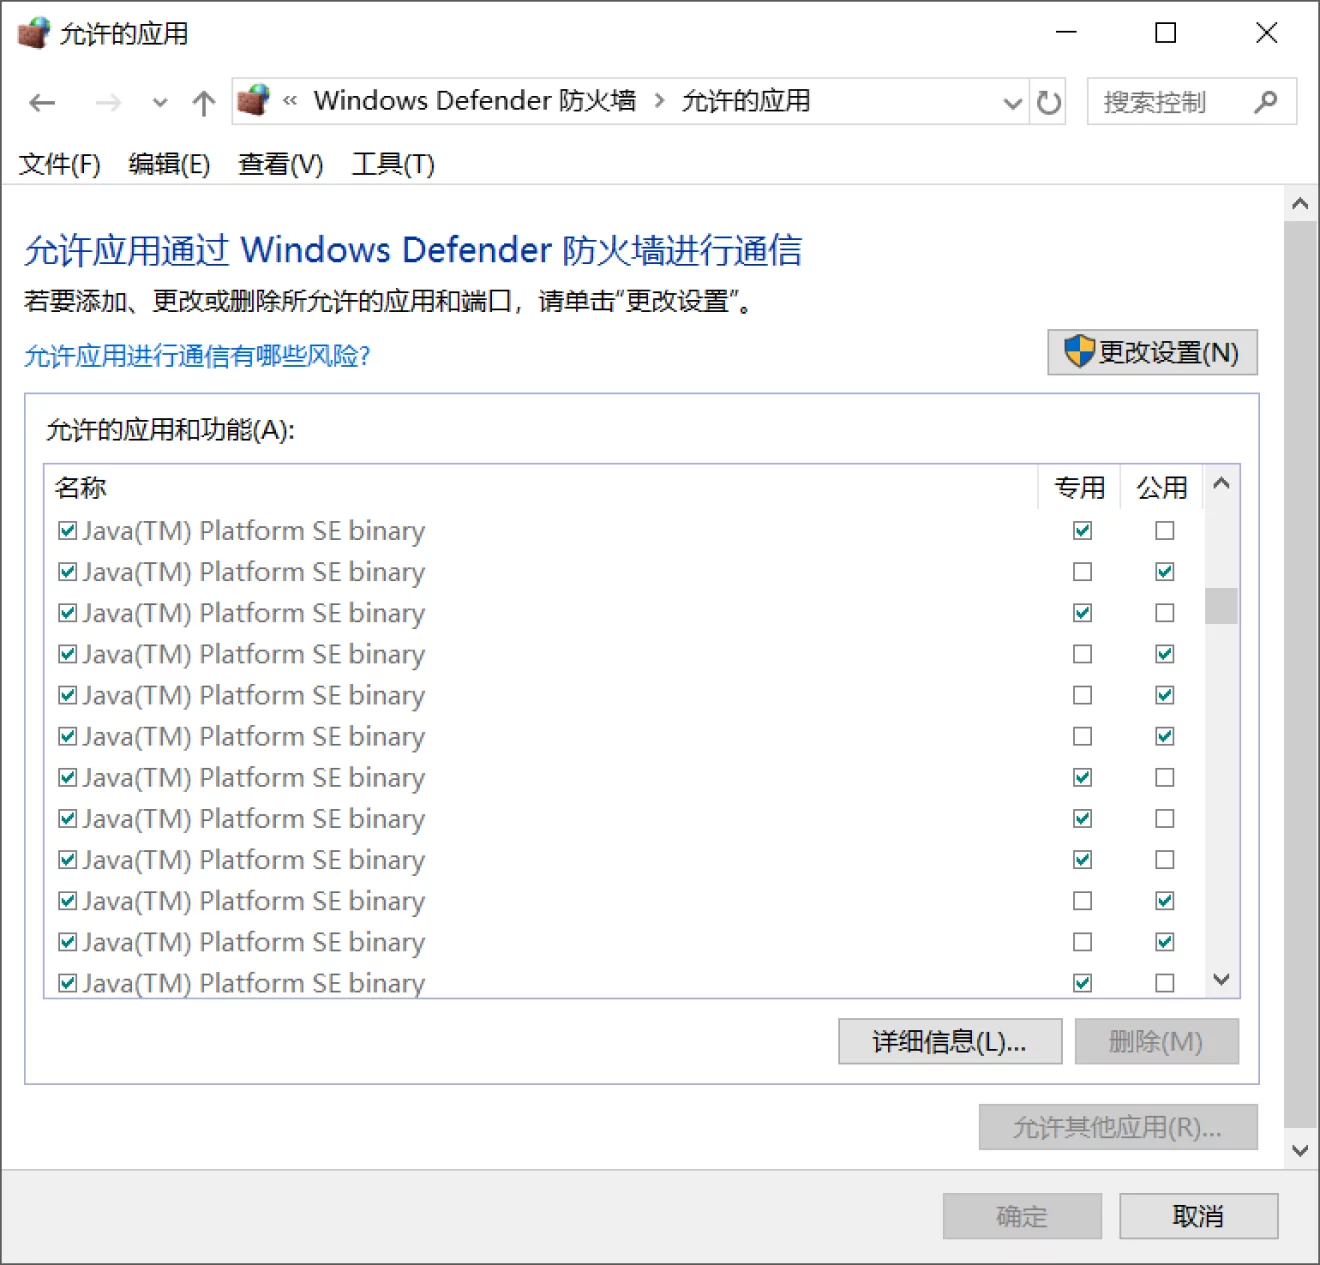 允许的应用
« Windows Defender 防火墙 › 允许的应用
搜索控制
文件(F) 编辑(E) 查看(V) 工具(T)
允许应用通过 Windows Defender 防火墙进行通信
若要添加、更改或删除所允许的应用和端口，请单击“更改设置”。
允许应用进行通信有哪些风险?
更改设置(N)
允许的应用和功能(A):
名称 专用 公用
Java(TM) Platform SE binary
Java(TM) Platform SE binary
Java(TM) Platform SE binary
Java(TM) Platform SE binary
Java(TM) Platform SE binary
Java(TM) Platform SE binary
Java(TM) Platform SE binary
Java(TM) Platform SE binary
Java(TM) Platform SE binary
Java(TM) Platform SE binary
Java(TM) Platform SE binary
Java(TM) Platform SE binary
详细信息(L)... 删除(M)
允许其他应用(R)...
确定 取消